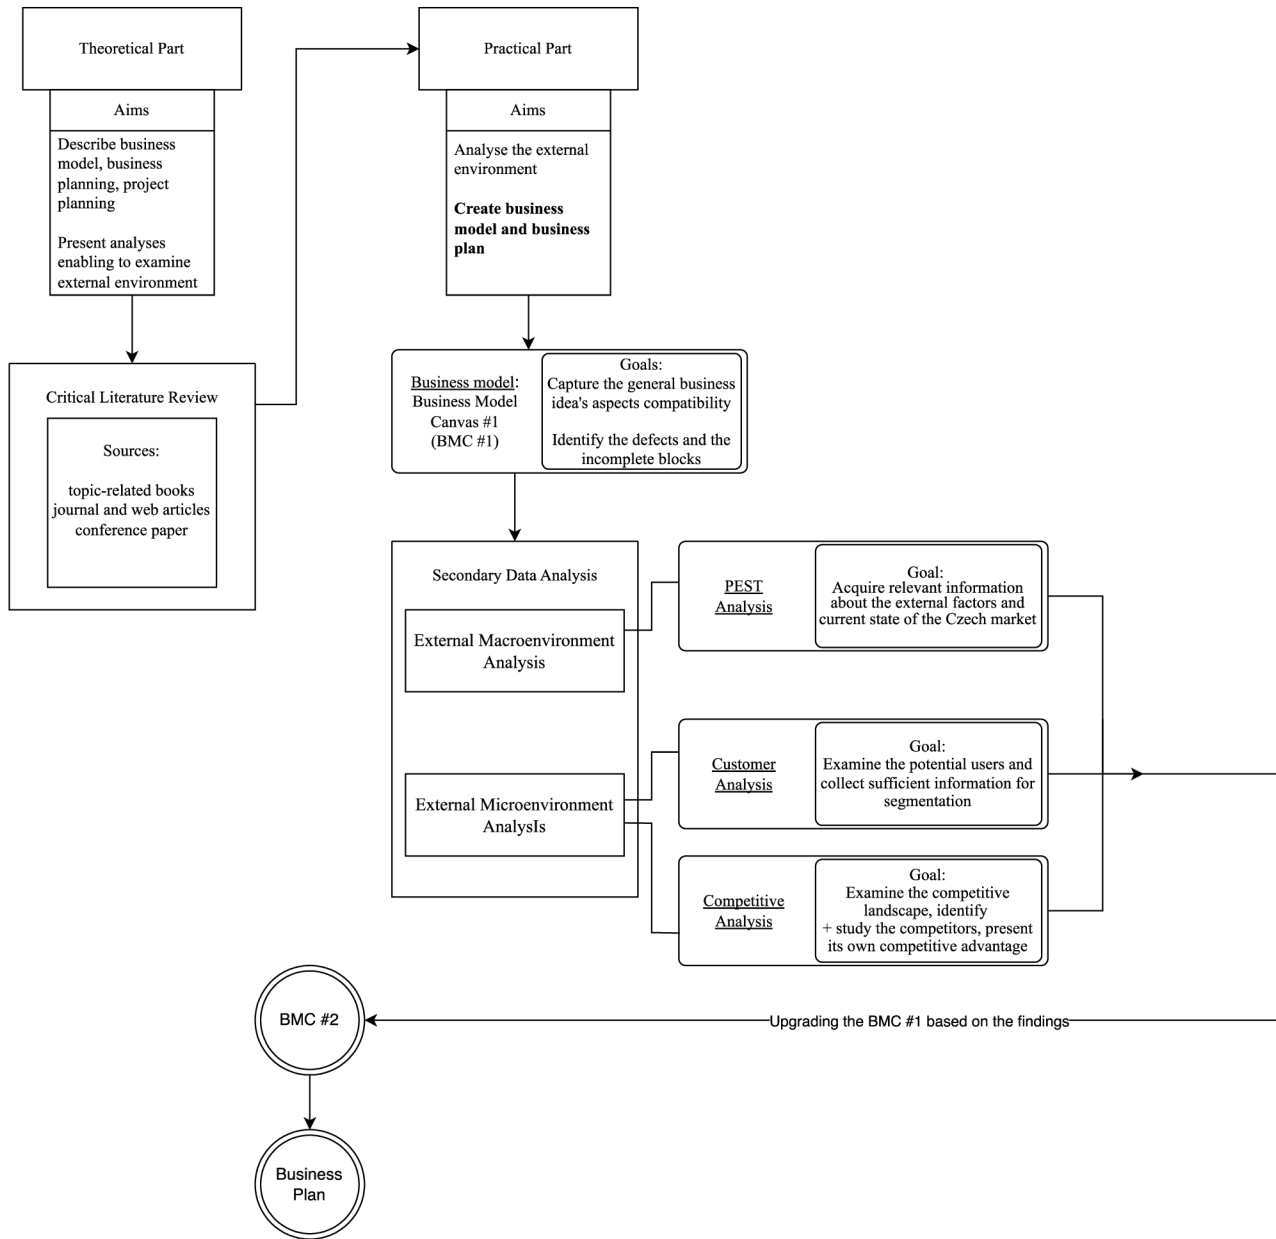 Theoretical Part
Aims
Describe business
model, business
planning, project
planning
Present analyses
enabling to examine
external environment
Critical Literature Review
Sources:
topic-related books
journal and web articles
conference paper
Practical Part
Aims
Analyse the external
environment
Create business
model and business
plan
Business model:
Business Model
Canvas #1
(BMC #1)
Goals:
Capture the general business
idea's aspects compatibility
Identify the defects and the
incomplete blocks
Secondary Data Analysis
External Macroenvironment
Analysis
External Microenvironment
AnalysIs
PEST
Analysis
Goal:
Acquire relevant information
about the external factors and
current state of the Czech market
Customer
Analysis
Goal:
Examine the potential users and
collect sufficient information for
segmentation
Competitive
Analysis
Goal:
Examine the competitive
landscape, identify
+ study the competitors, present
its own competitive advantage
Upgrading the BMC #1 based on the findings
BMC #2
Business
Plan